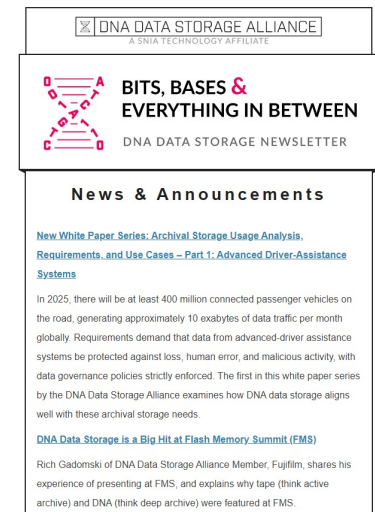 DNA DATA STORAGE ALLIANCE
A SNIA TECHNOLOGY AFFILIATE
BITS, BASES &
EVERYTHING IN BETWEEN
DNA DATA STORAGE NEWSLETTER
News & Announcements
New White Paper Series: Archival Storage Usage Analysis,
Requirements, and Use Cases – Part 1: Advanced Driver-Assistance
Systems
In 2025, there will be at least 400 million connected passenger vehicles on
the road, generating approximately 10 exabytes of data traffic per month
globally. Requirements demand that data from advanced-driver assistance
systems be protected against loss, human error, and malicious activity, with
data governance policies strictly enforced. The first in this white paper series
by the DNA Data Storage Alliance examines how DNA data storage aligns
well with these archival storage needs.
DNA Data Storage is a Big Hit at Flash Memory Summit (FMS)
Rich Gadomski of DNA Data Storage Alliance Member, Fujifilm, shares his
experience of presenting at FMS, and explains why tape (think active
archive) and DNA (think deep archive) were featured at FMS.